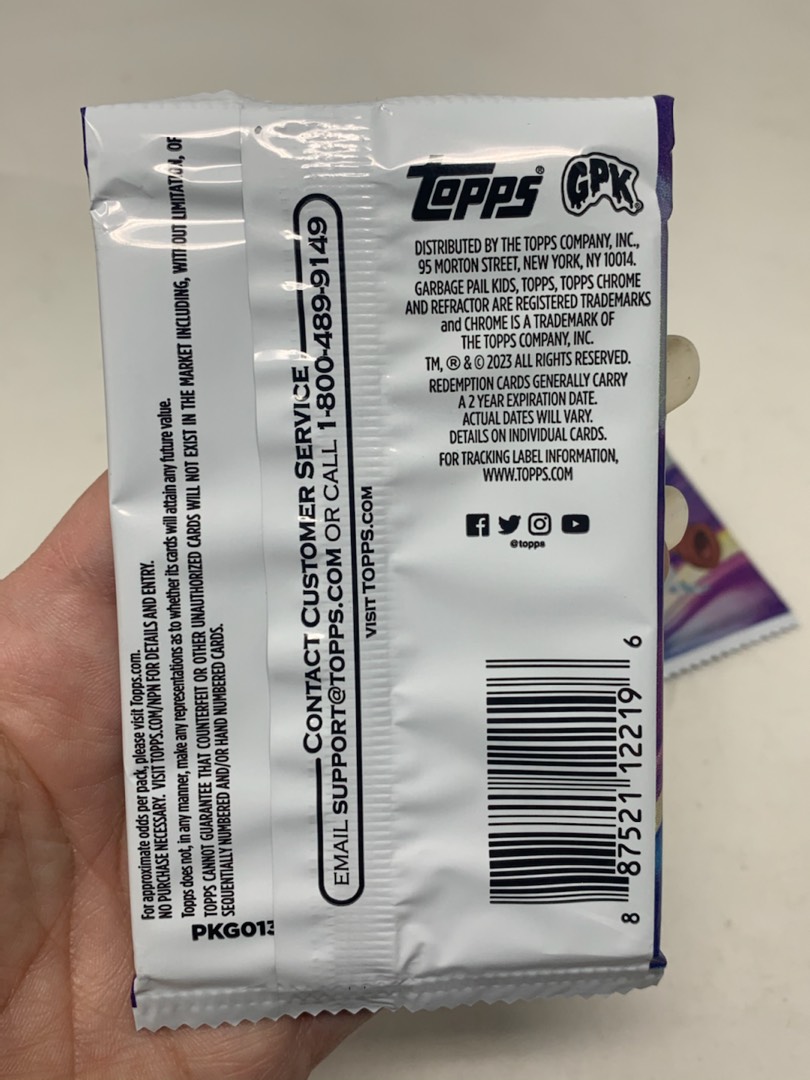 TOPPS®
GPK®
DISTRIBUTED BY THE TOPPS COMPANY, INC.,
95 MORTON STREET, NEW YORK, NY 10014.
GARBAGE PAIL KIDS, TOPPS, TOPPS CHROME
AND REFRACTOR ARE REGISTERED TRADEMARKS
and CHROME IS A TRADEMARK OF
THE TOPPS COMPANY, INC.
TM, ® & © 2023 ALL RIGHTS RESERVED.
REDEMPTION CARDS GENERALLY CARRY
A 2 YEAR EXPIRATION DATE.
ACTUAL DATES WILL VARY.
DETAILS ON INDIVIDUAL CARDS.
FOR TRACKING LABEL INFORMATION,
WWW.TOPPS.COM
@topps
8 87521 12219 6
CONTACT CUSTOMER SERVICE
EMAIL SUPPORT@TOPPS.COM OR CALL 1-800-489-9149
VISIT TOPPS.COM
For approximate odds per pack, please visit Topps.com.
NO PURCHASE NECESSARY. VISIT TOPPS.COM/NPN FOR DETAILS AND ENTRY.
Topps does not, in any manner, make any representations as to whether its cards will attain any future value.
TOPPS CANNOT GUARANTEE THAT COUNTERFEIT OR OTHER UNAUTHORIZED CARDS WILL NOT EXIST IN THE MARKET INCLUDING, WITHOUT LIMITATION, OF
SEQUENTIALLY NUMBERED AND/OR HAND NUMBERED CARDS.
PKG013